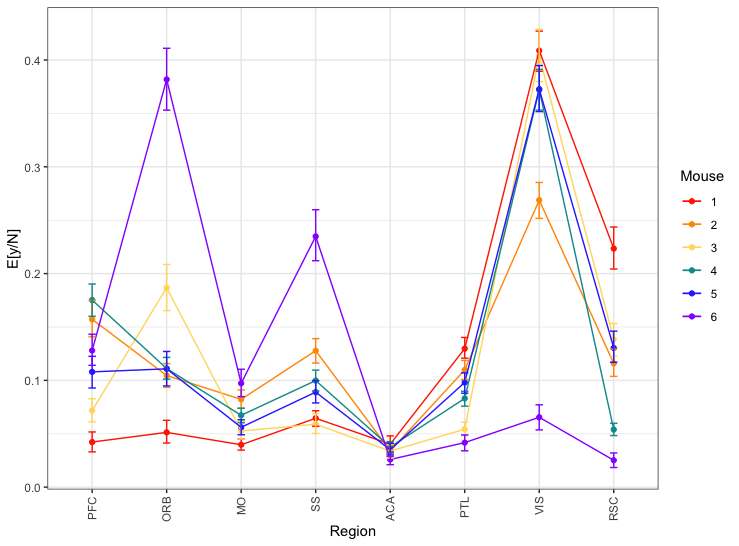 E[y/N]
0.4
0.3
0.2
0.1
0.0
PFC
ORB
MO
SS
ACA
PTL
VIS
RSC
Region
Mouse
1
2
3
4
5
6